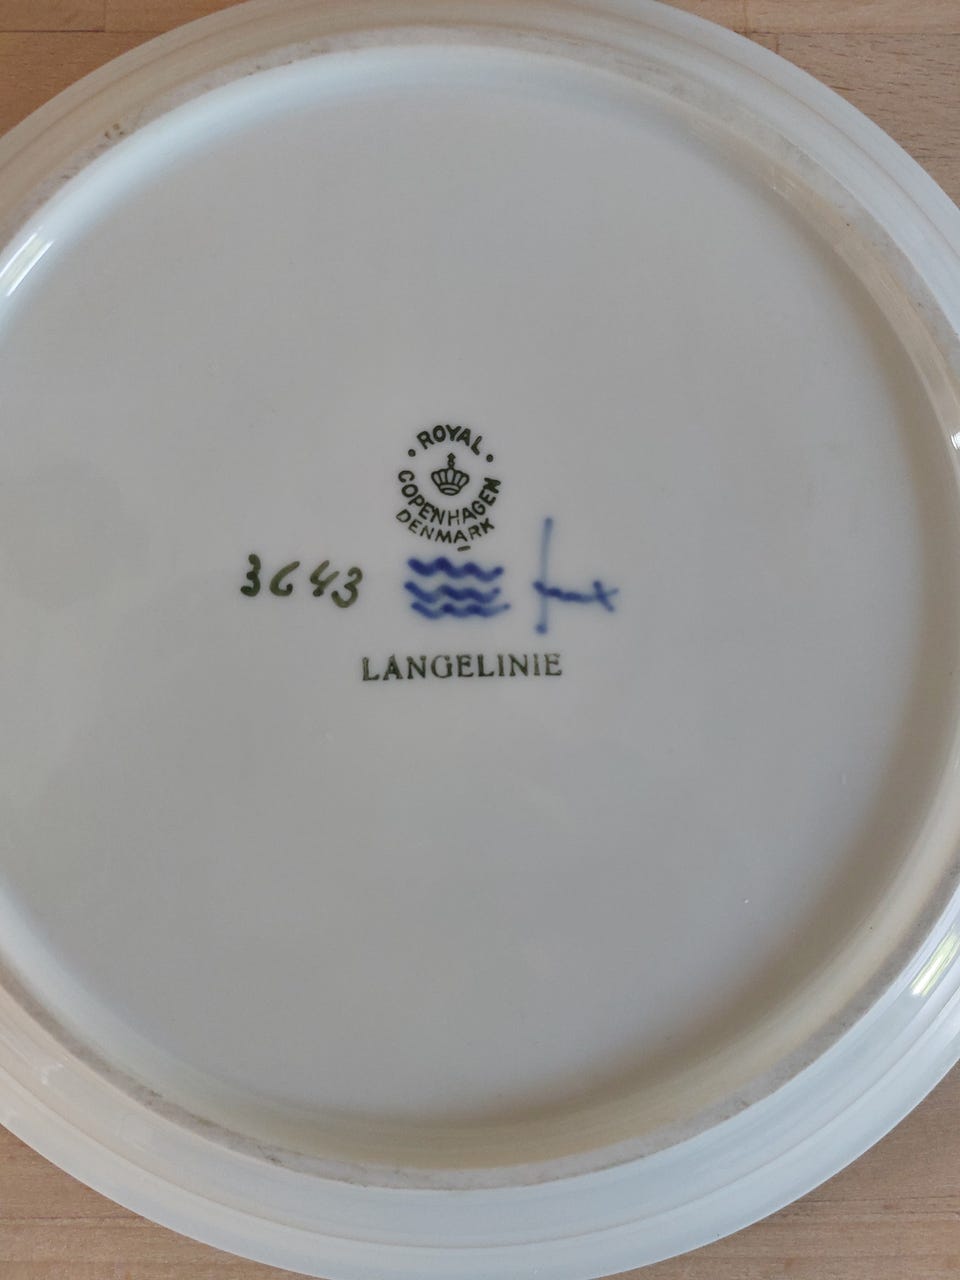 ROYAL
COPENHAGEN
DENMARK
3643
LANGELINIE